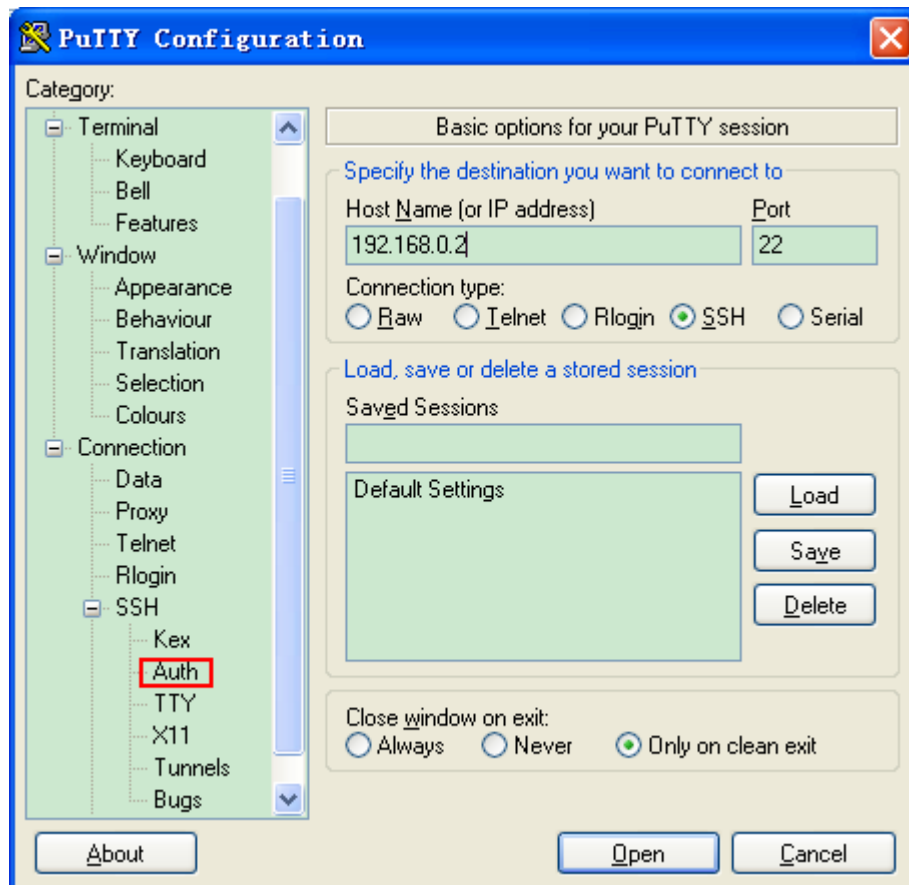 PuTTY Configuration
Category:
Terminal
Keyboard
Bell
Features
Window
Appearance
Behaviour
Translation
Selection
Colours
Connection
Data
Proxy
Telnet
Rlogin
SSH
Kex
Auth
TTY
X11
Tunnels
Bugs
Basic options for your PuTTY session
Specify the destination you want to connect to
Host Name (or IP address) Port
192.168.0.2 22
Connection type:
Raw Telnet Rlogin SSH Serial
Load, save or delete a stored session
Saved Sessions
Default Settings
Load
Save
Delete
Close window on exit:
Always Never Only on clean exit
About Open Cancel